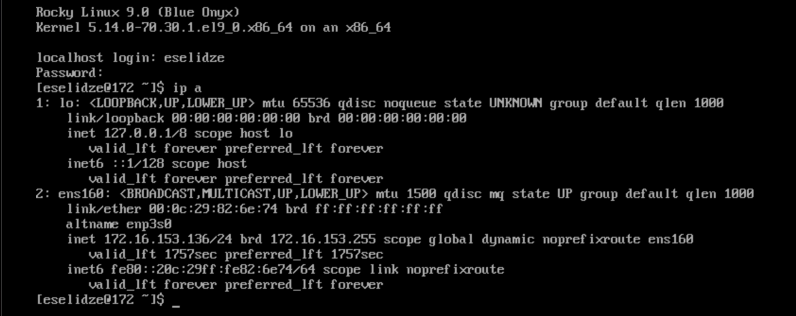 Rocky Linux 9.0 (Blue Onyx)
Kernel 5.14.0-70.30.1.el9_0.x86_64 on an x86_64
localhost login: eselidze
Password:
[eselidze@172 ~]$ ip a
1: lo: <LOOPBACK,UP,LOWER_UP> mtu 65536 qdisc noqueue state UNKNOWN group default qlen 1000
link/loopback 00:00:00:00:00:00 brd 00:00:00:00:00:00
inet 127.0.0.1/8 scope host lo
valid_lft forever preferred_lft forever
inet6 ::1/128 scope host
valid_lft forever preferred_lft forever
2: ens160: <BROADCAST,MULTICAST,UP,LOWER_UP> mtu 1500 qdisc mq state UP group default qlen 1000
link/ether 00:0c:29:82:6e:74 brd ff:ff:ff:ff:ff:ff
altname enp3s0
inet 172.16.153.136/24 brd 172.16.153.255 scope global dynamic noprefixroute ens160
valid_lft 1757sec preferred_lft 1757sec
inet6 fe80::20c:29ff:fe82:6e74/64 scope link noprefixroute
valid_lft forever preferred_lft forever
[eselidze@172 ~]$ _